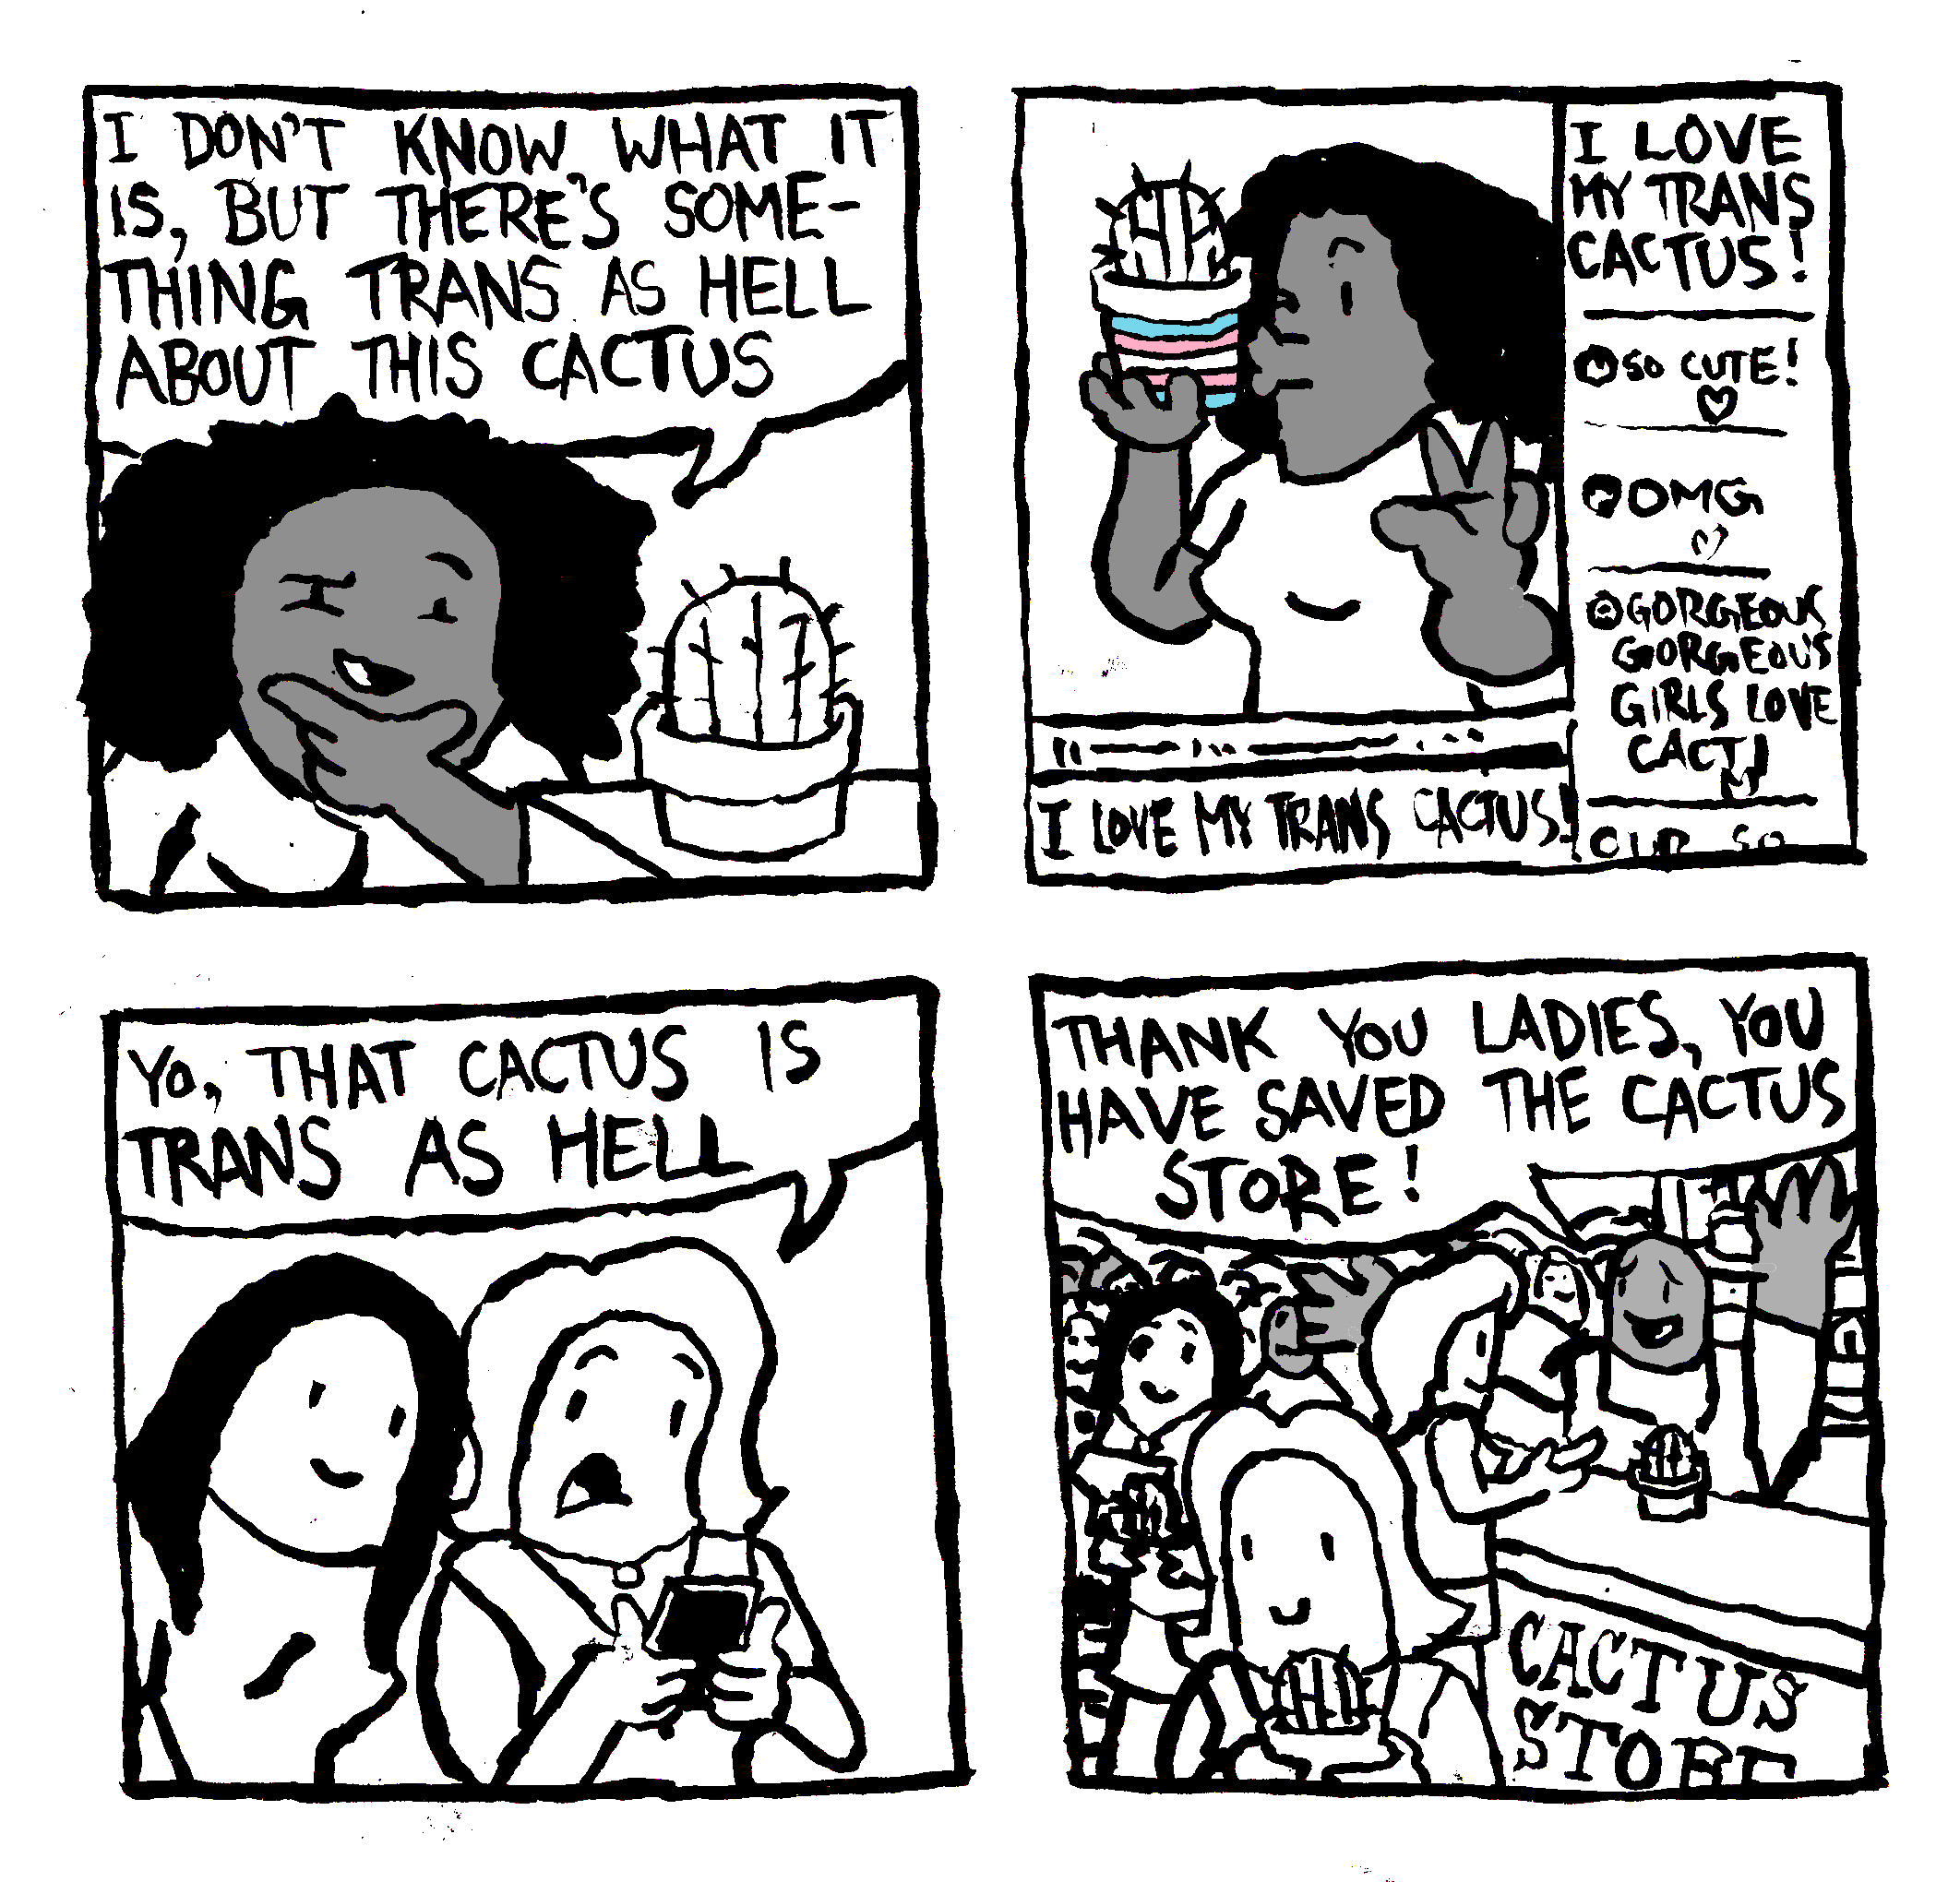 I DON'T KNOW WHAT IT
IS, BUT THERE'S SOME-
THING TRANS AS HELL
ABOUT THIS CACTUS
I LOVE
MY TRANS
CACTUS!
SO CUTE!
OMG
GORGEOUS
GORGEOUS
GIRLS LOVE
CACTI
I LOVE MY TRANS CACTUS!
YO, THAT CACTUS IS
TRANS AS HELL
THANK YOU LADIES, YOU
HAVE SAVED THE CACTUS
STORE!
CACTUS
STORE